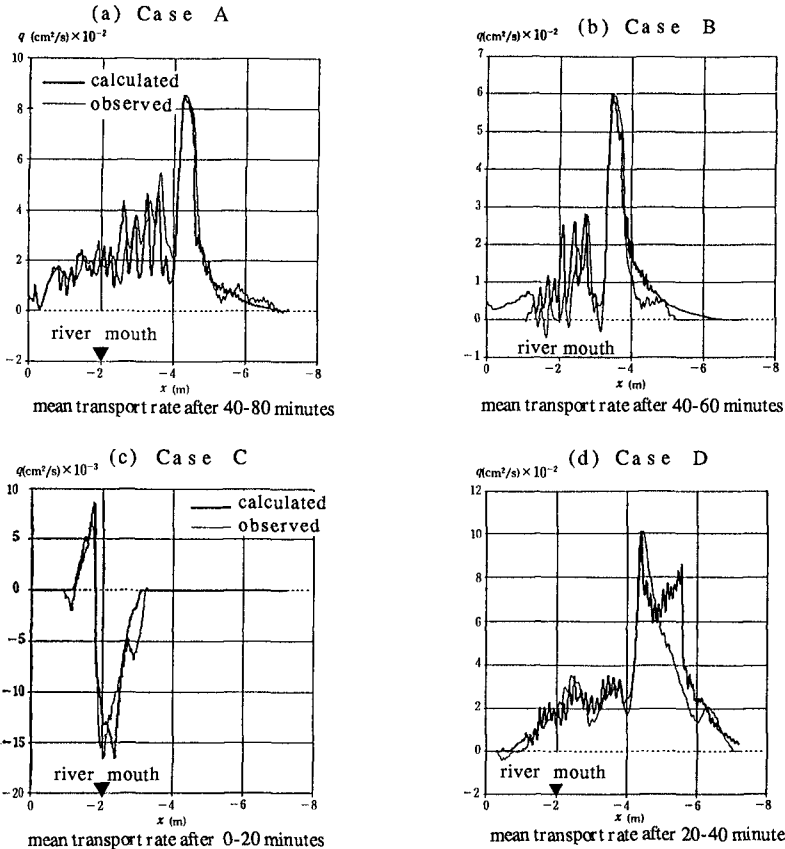 (a) Case A
q (cm²/s)×10⁻²
10
8
6
4
2
0
−2
calculated
observed
river mouth
0 −2 −4 −6 −8
x (m)
mean transport rate after 40-80 minutes
(b) Case B
q(cm²/s)×10⁻²
7
6
5
4
3
2
1
0
−1
river mouth
0 −2 −4 −6 −8
x (m)
mean transport rate after 40-60 minutes
(c) Case C
q(cm²/s)×10⁻³
10
5
0
−5
−10
−15
−20
calculated
observed
river mouth
0 −2 −4 −6 −8
x (m)
mean transport rate after 0-20 minutes
(d) Case D
q(cm²/s)×10⁻²
12
10
8
6
4
2
0
−2
river mouth
0 −2 −4 −6 −8
x (m)
mean transport rate after 20-40 minute